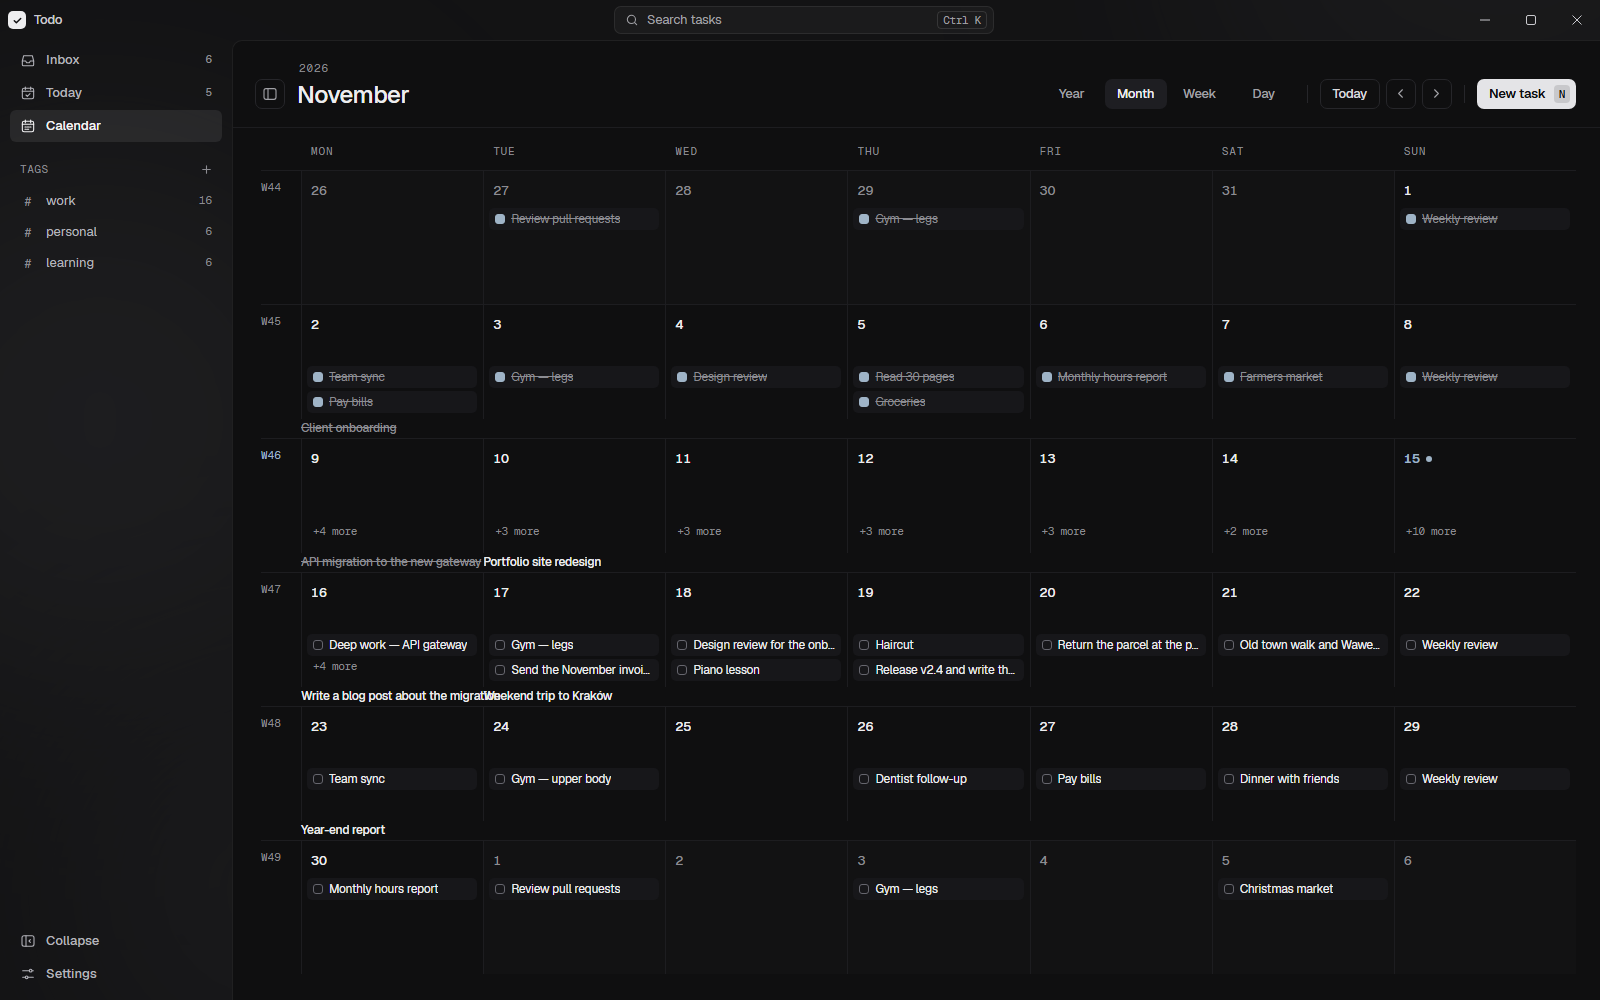 Todo
Search tasks
Ctrl K
Inbox 6
Today 5
Calendar
TAGS
# work 16
# personal 6
# learning 6
Collapse
Settings
2026
November
Year Month Week Day
Today
New task N
MON TUE WED THU FRI SAT SUN
W44 26 27 28 29 30 31 1
Review pull requests Gym — legs Weekly review
W45 2 3 4 5 6 7 8
Team sync Gym — legs Design review Read 30 pages Monthly hours report Farmers market Weekly review
Pay bills Groceries
Client onboarding
W46 9 10 11 12 13 14 15
+4 more +3 more +3 more +3 more +3 more +2 more +10 more
API migration to the new gateway Portfolio site redesign
W47 16 17 18 19 20 21 22
Deep work — API gateway Gym — legs Design review for the onb... Haircut Return the parcel at the p... Old town walk and Wawe... Weekly review
+4 more Send the November invoi... Piano lesson Release v2.4 and write th...
Write a blog post about the Weekend trip to Kraków
W48 23 24 25 26 27 28 29
Team sync Gym — upper body Dentist follow-up Pay bills Dinner with friends Weekly review
Year-end report
W49 30 1 2 3 4 5 6
Monthly hours report Review pull requests Gym — legs Christmas market